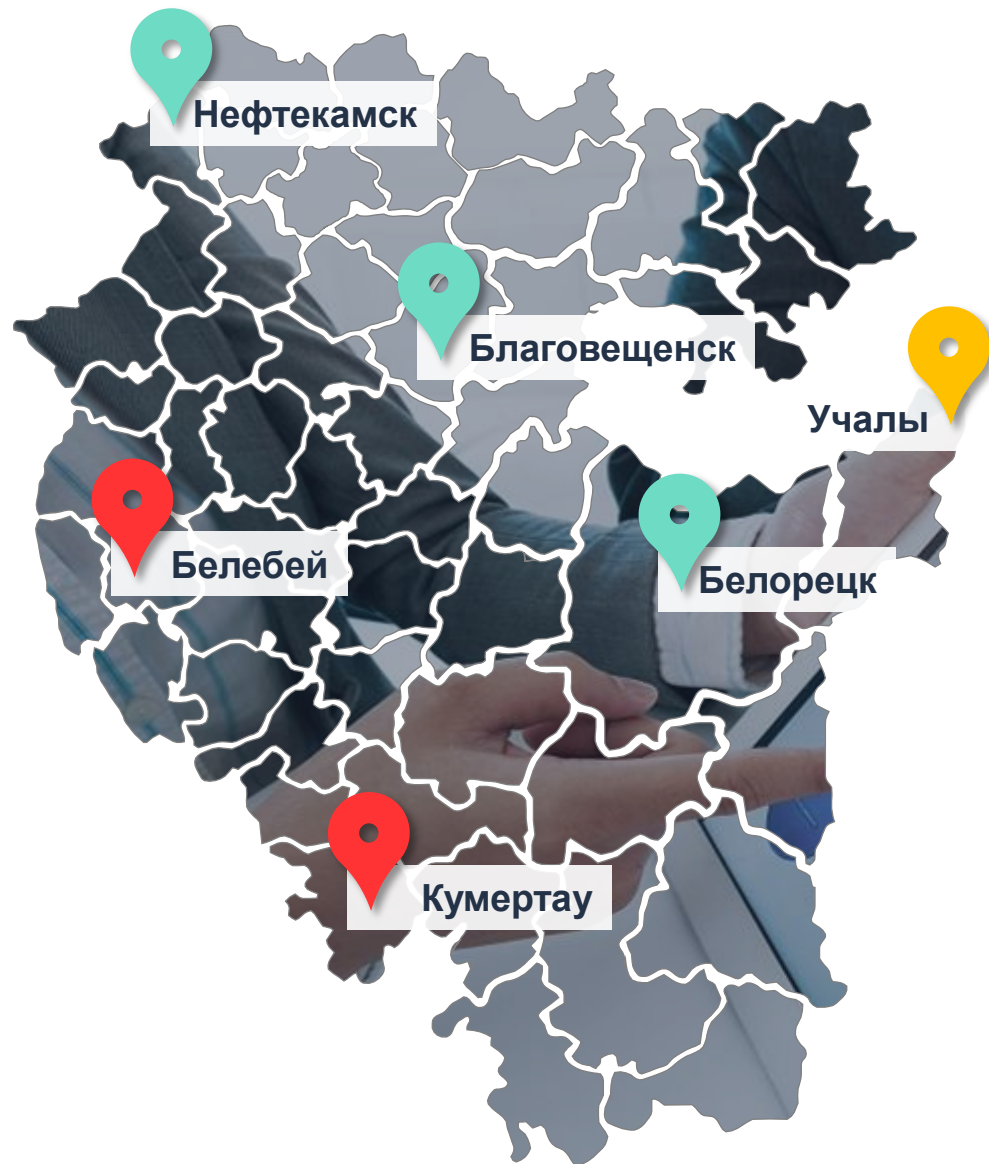 Нефтекамск
Благовещенск
Учалы
Белебей
Белорецк
Кумертау